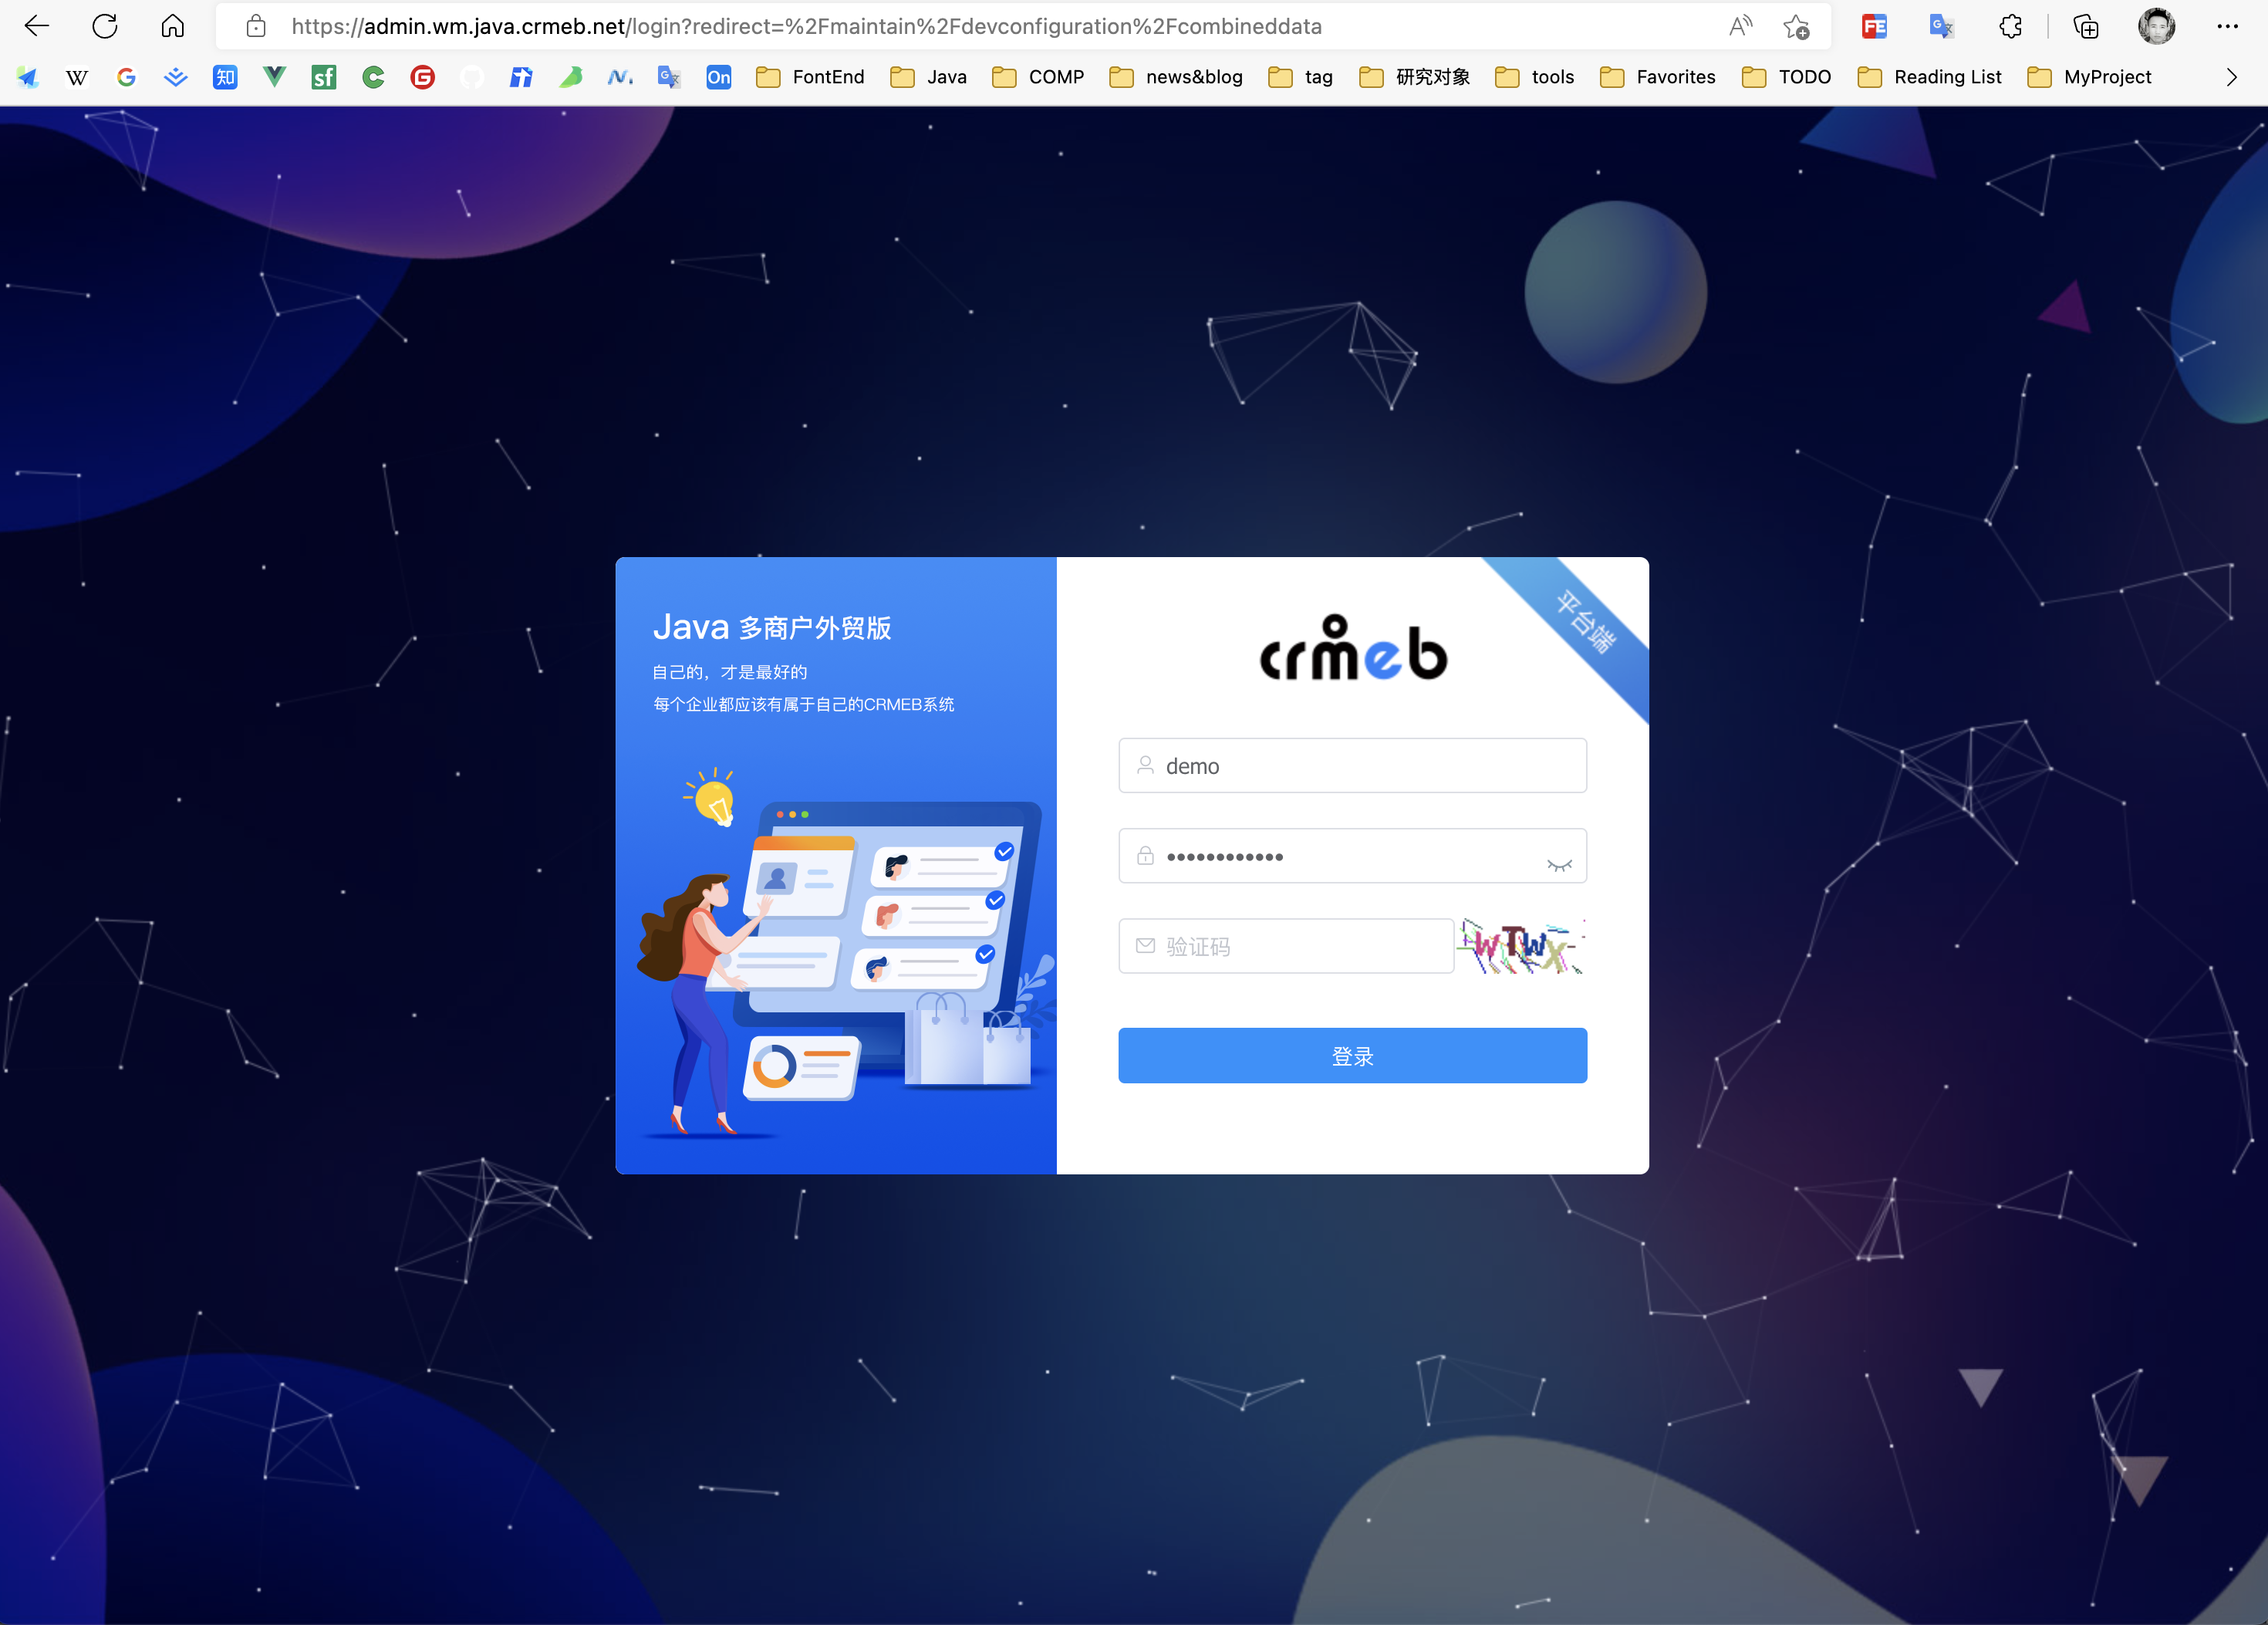 https://admin.wm.java.crmeb.net/login?redirect=%2Fmaintain%2Fdevconfiguration%2Fcombineddata
FE
W G 知 sf C G On FontEnd Java COMP news&blog tag 研究对象 tools Favorites TODO Reading List MyProject
Java 多商户外贸版
自己的，才是最好的
每个企业都应该有属于自己的CRMEB系统
平台端
crmeb
demo
••••••••••••
验证码
WTWX
登录